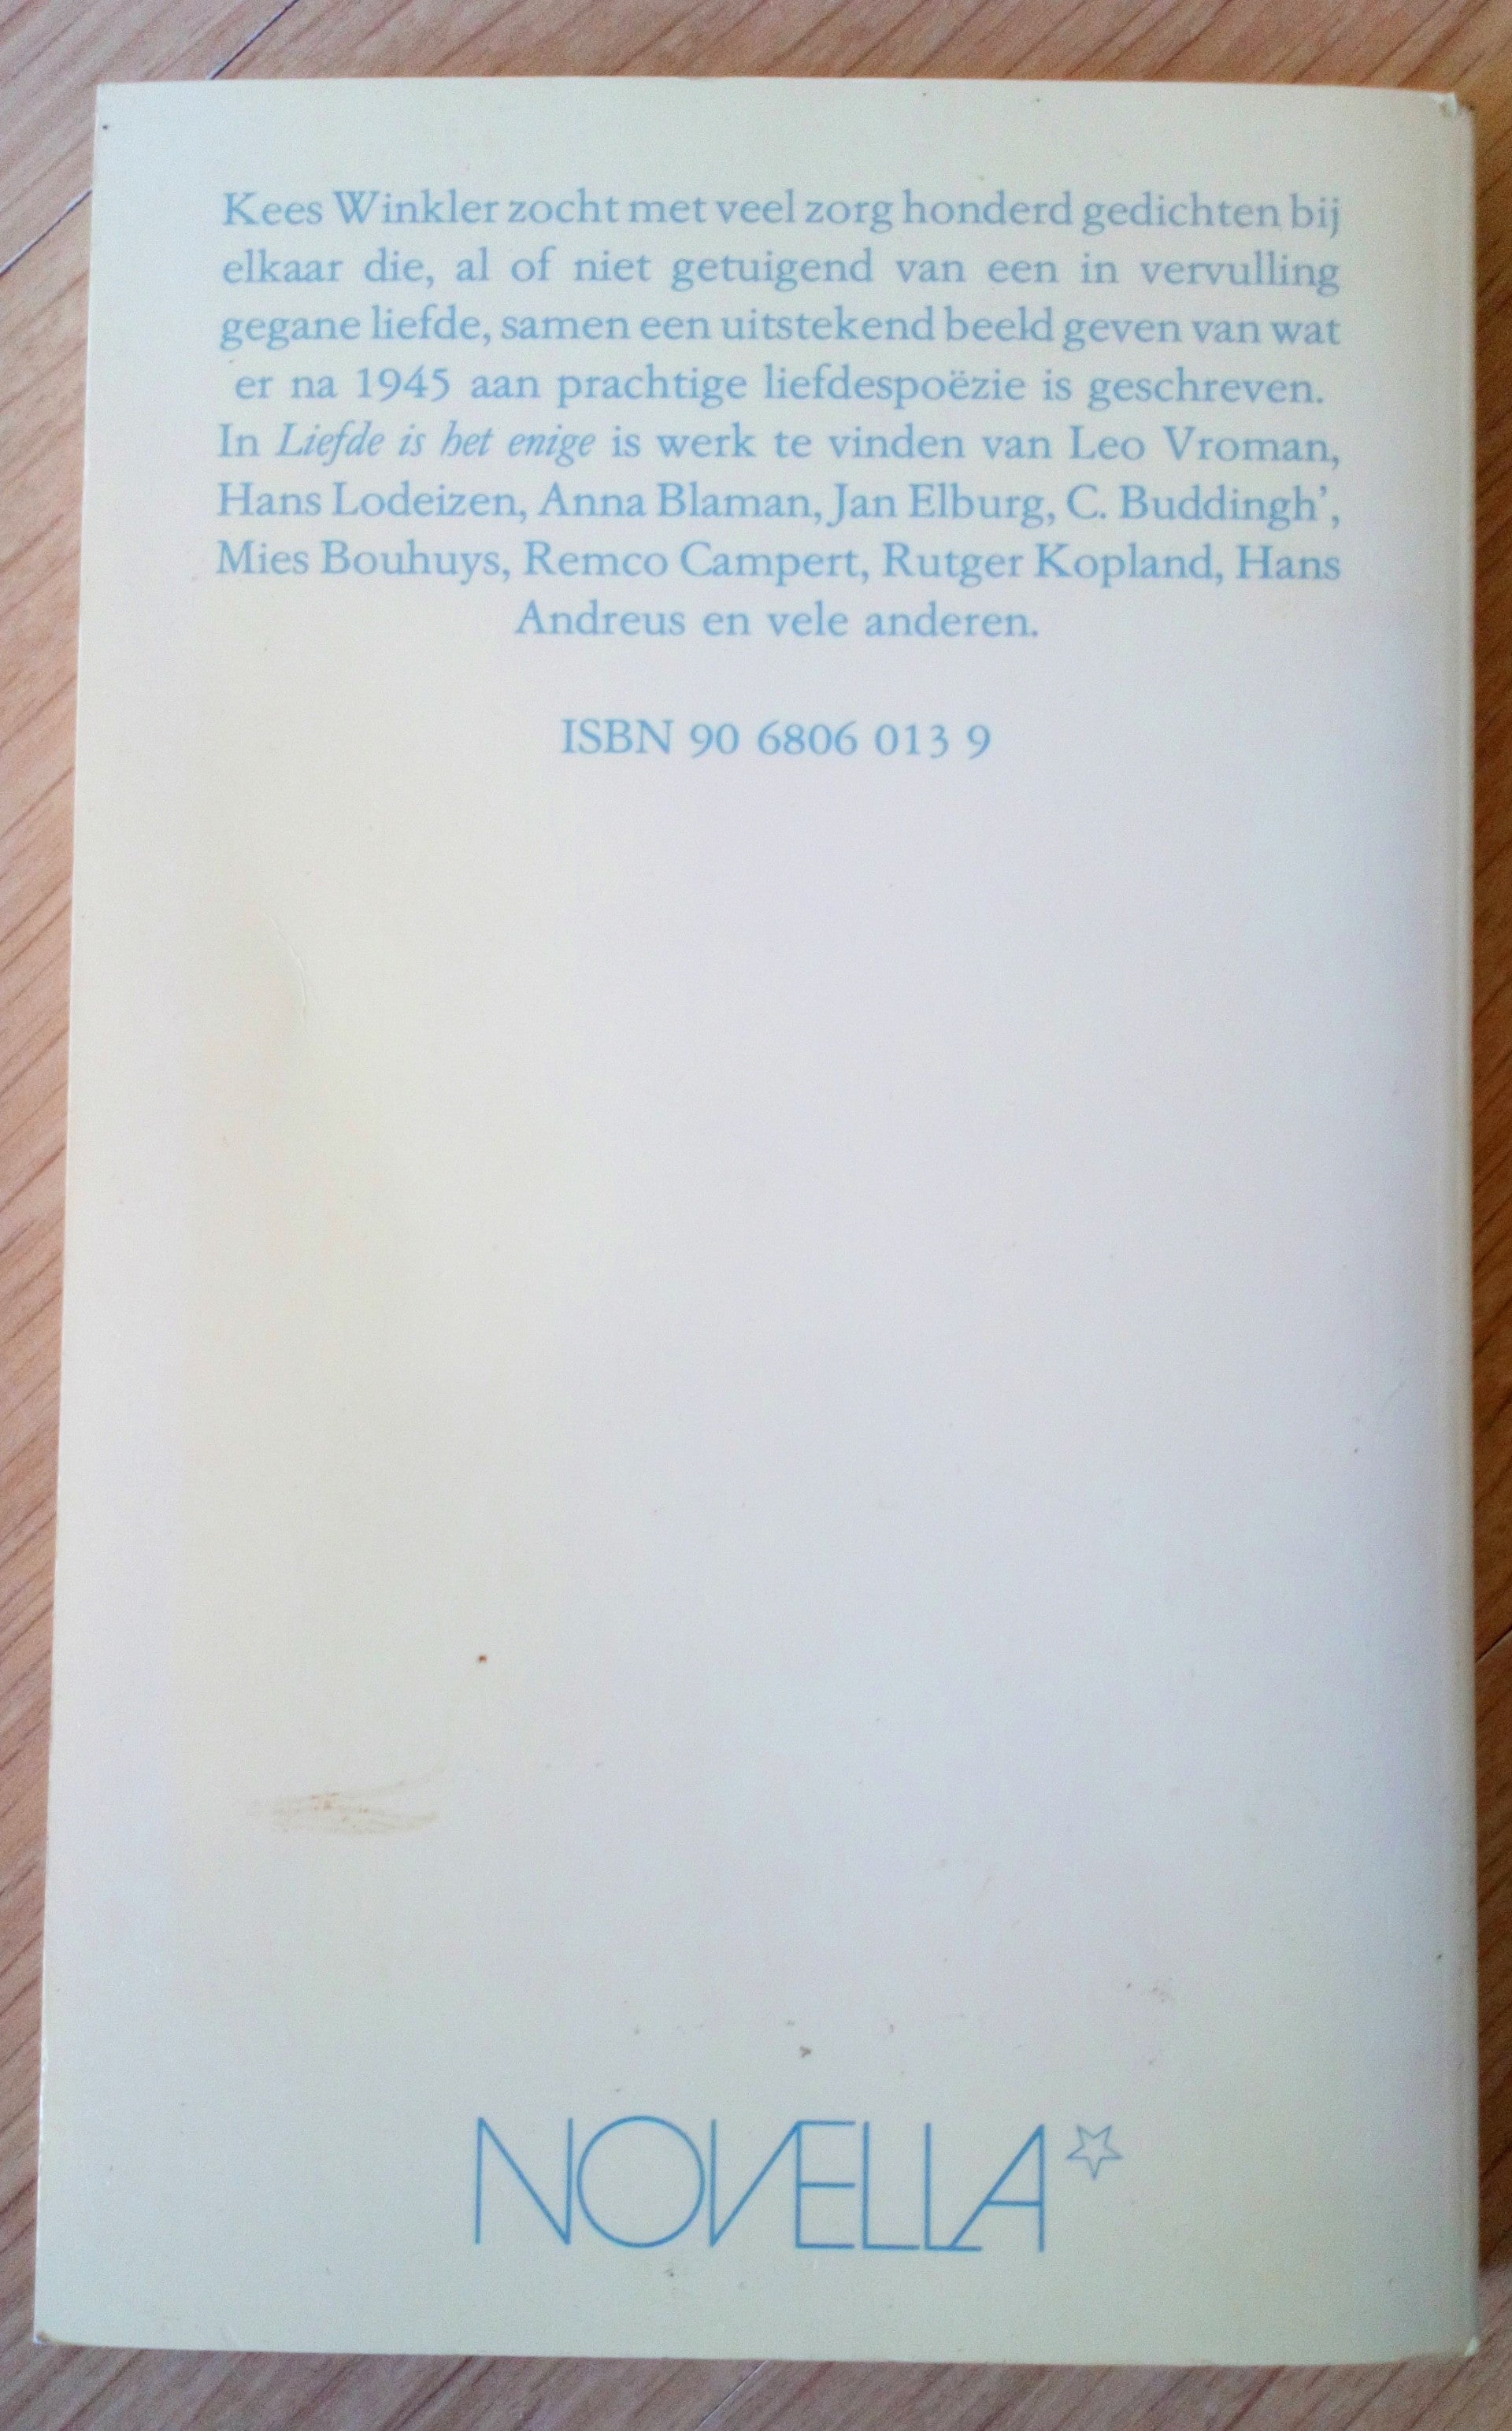 Kees Winkler zocht met veel zorg honderd gedichten bij
elkaar die, al of niet getuigend van een in vervulling
gegane liefde, samen een uitstekend beeld geven van wat
er na 1945 aan prachtige liefdespoëzie is geschreven.
In Liefde is het enige is werk te vinden van Leo Vroman,
Hans Lodeizen, Anna Blaman, Jan Elburg, C. Buddingh’,
Mies Bouhuys, Remco Campert, Rutger Kopland, Hans
Andreus en vele anderen.
ISBN 90 6806 013 9
NOVELLA